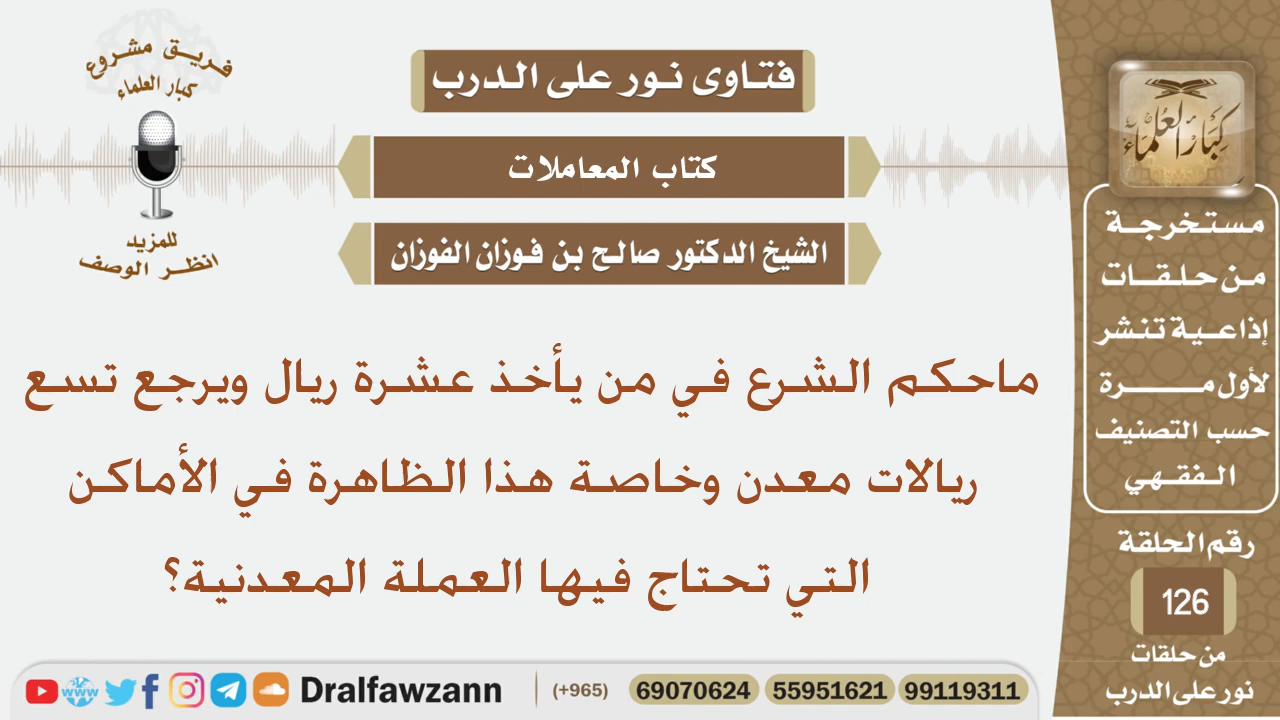 فريق مشروع
كبار العلماء
للمزيد
انظر الوصف
فتاوى نور على الدرب
كتاب المعاملات
الشيخ الدكتور صالح بن فوزان الفوزان
ماحكم الشرع في من يأخذ عشرة ريال ويرجع تسع
ريالات معدن وخاصة هذا الظاهرة في الأماكن
التي تحتاج فيها العملة المعدنية؟
كبار العلماء
مستخرجة
من حلقات
إذاعية تنشر
لأول مرة
حسب التصنيف
الفقهي
رقم الحلقة
126
من حلقات
نور على الدرب
www Dralfawzann (+965) 69070624 55951621 99119311